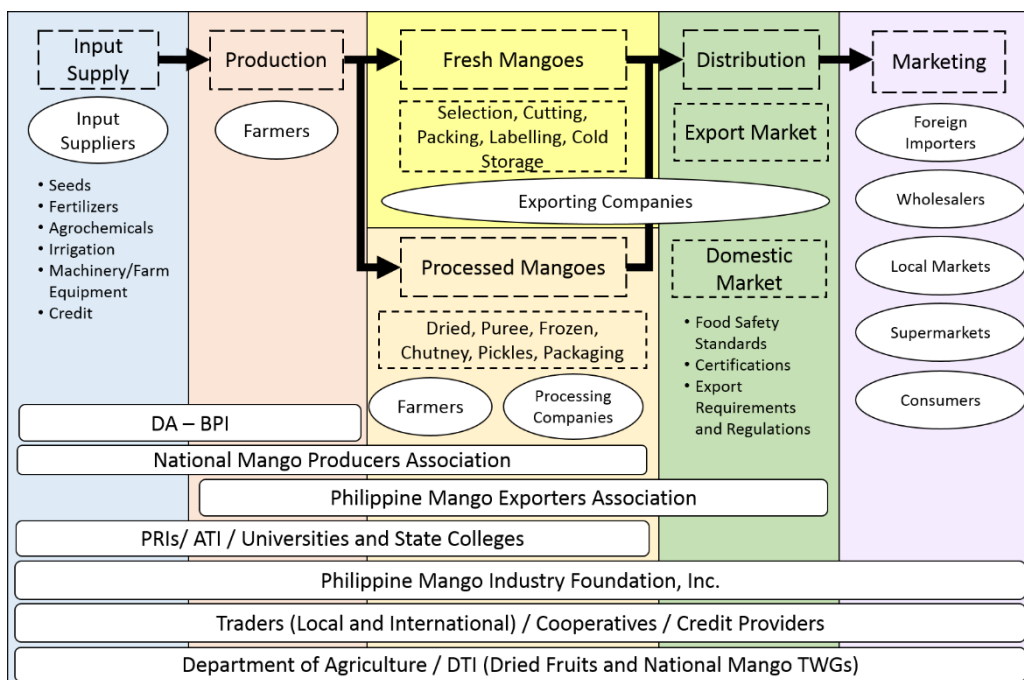 Input
Supply
Production
Fresh Mangoes
Distribution
Marketing
Input
Suppliers
• Seeds
• Fertilizers
• Agrochemicals
• Irrigation
• Machinery/Farm
Equipment
• Credit
Farmers
Selection, Cutting,
Packing, Labelling, Cold
Storage
Exporting Companies
Processed Mangoes
Dried, Puree, Frozen,
Chutney, Pickles, Packaging
Farmers
Processing
Companies
Export Market
Domestic
Market
• Food Safety
Standards
• Certifications
• Export
Requirements
and Regulations
Foreign
Importers
Wholesalers
Local Markets
Supermarkets
Consumers
DA – BPI
National Mango Producers Association
Philippine Mango Exporters Association
PRIs/ ATI / Universities and State Colleges
Philippine Mango Industry Foundation, Inc.
Traders (Local and International) / Cooperatives / Credit Providers
Department of Agriculture / DTI (Dried Fruits and National Mango TWGs)